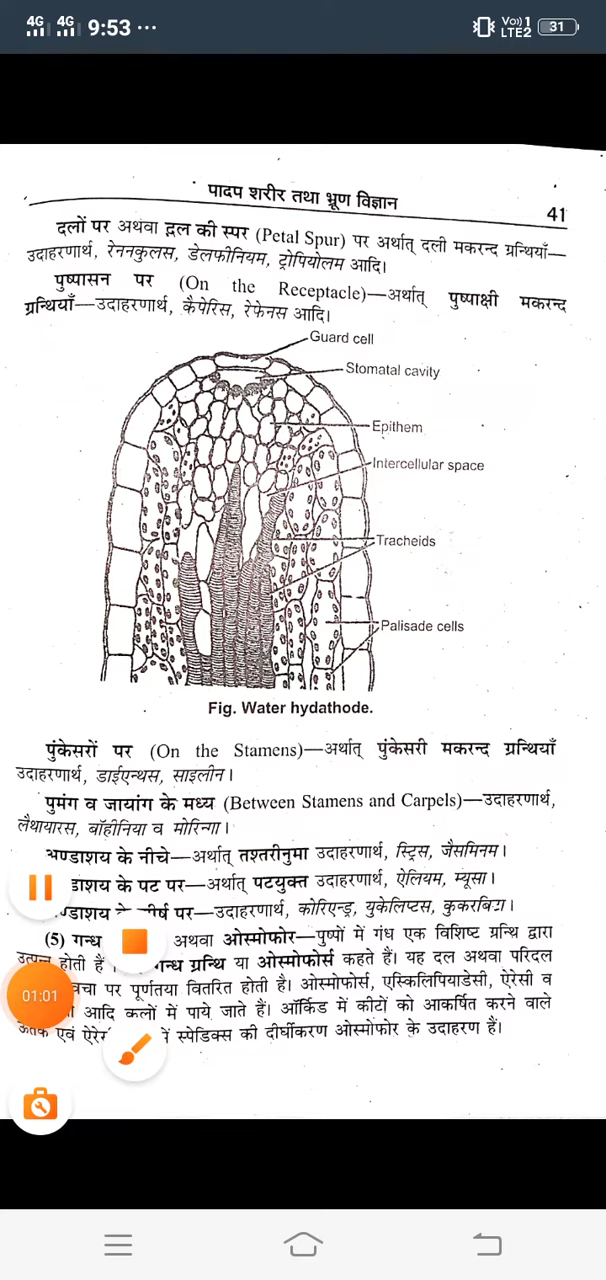 4G 4G 9:53 ...
Vo)) 1
LTE2 31
पादप शरीर तथा भ्रूण विज्ञान
41
दलों पर अथवा द्वल की स्पर (Petal Spur) पर अर्थात् दली मकरन्द ग्रन्थियाँ—
उदाहरणार्थ, रेननकुलस, डेलफीनियम, ट्रोपियोलम आदि।
पुष्पासन पर (On the Receptacle)—अर्थात् पुष्पाक्षी मकरन्द
ग्रन्थियाँ—उदाहरणार्थ, कैपेरिस, रेफेनस आदि।
Guard cell
Stomatal cavity
Epithem
Intercellular space
Tracheids
Palisade cells
Fig. Water hydathode.
पुंकेसरों पर (On the Stamens)—अर्थात् पुंकेसरी मकरन्द ग्रन्थियाँ
उदाहरणार्थ, डाईएन्थस, साइलीन।
पुमंग व जायांग के मध्य (Between Stamens and Carpels)—उदाहरणार्थ,
लैथायारस, बॉहीनिया व मोरिन्गा।
अण्डाशय के नीचे—अर्थात् तश्तरीनुमा उदाहरणार्थ, स्ट्रिस, जैसमिनम।
डाशय के पट पर—अर्थात् पटयुक्त उदाहरणार्थ, ऐलियम, म्यूसा।
पर—उदाहरणार्थ, कोरिएन्ड्र, युकेलिप्टस, कुकरबिटा।
(5) गन्ध अथवा ओस्मोफोर—पुष्पों में गंध एक विशिष्ट ग्रन्थि द्वारा
उत्पन्न होती हैं गन्ध ग्रन्थि या ओस्मोफोर्स कहते हैं। यह दल अथवा परिदल
वचा पर पूर्णतया वितरित होती है। ओस्मोफोर्स, एस्किलिपियाडेसी, ऐरेसी व
01:01
आदि कलों में पाये जाते हैं। ऑर्किड में कीटों को आकर्षित करने वाले
ऊतक एवं ऐरे स्पेडिक्स की दीर्घीकरण ओस्मोफोर के उदाहरण हैं।